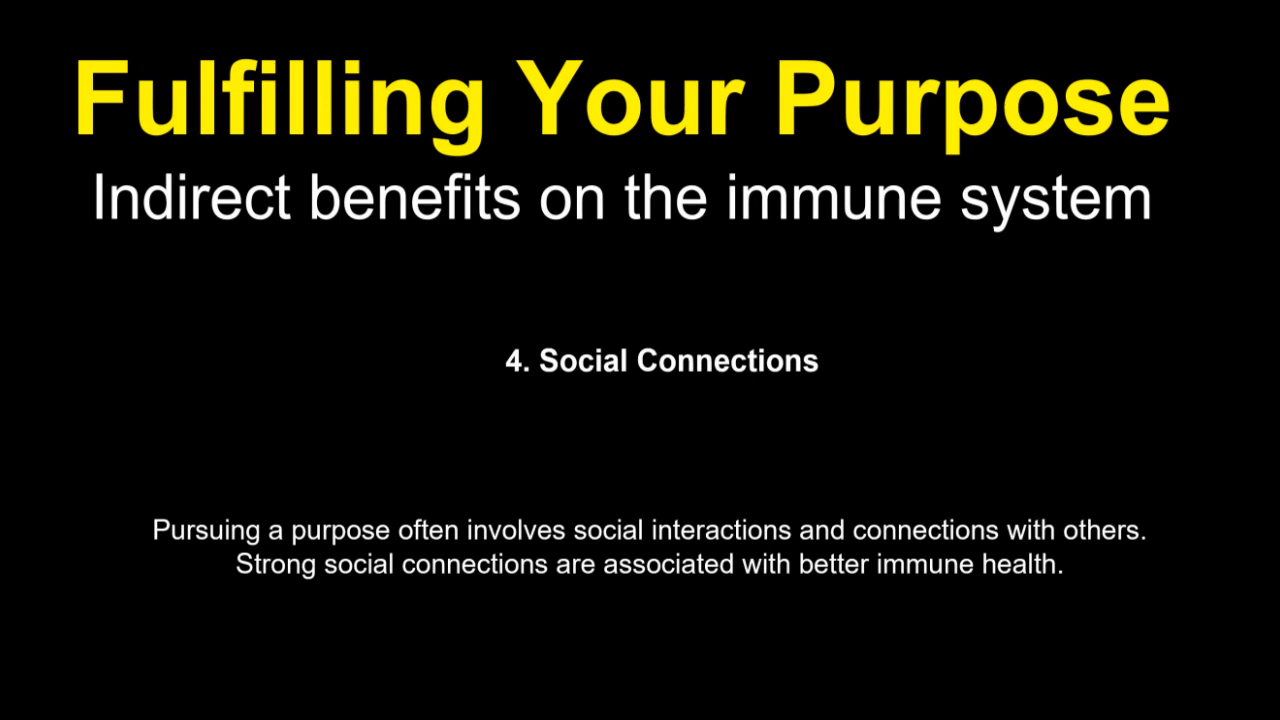 Fulfilling Your Purpose
Indirect benefits on the immune system
4. Social Connections
Pursuing a purpose often involves social interactions and connections with others.
Strong social connections are associated with better immune health.